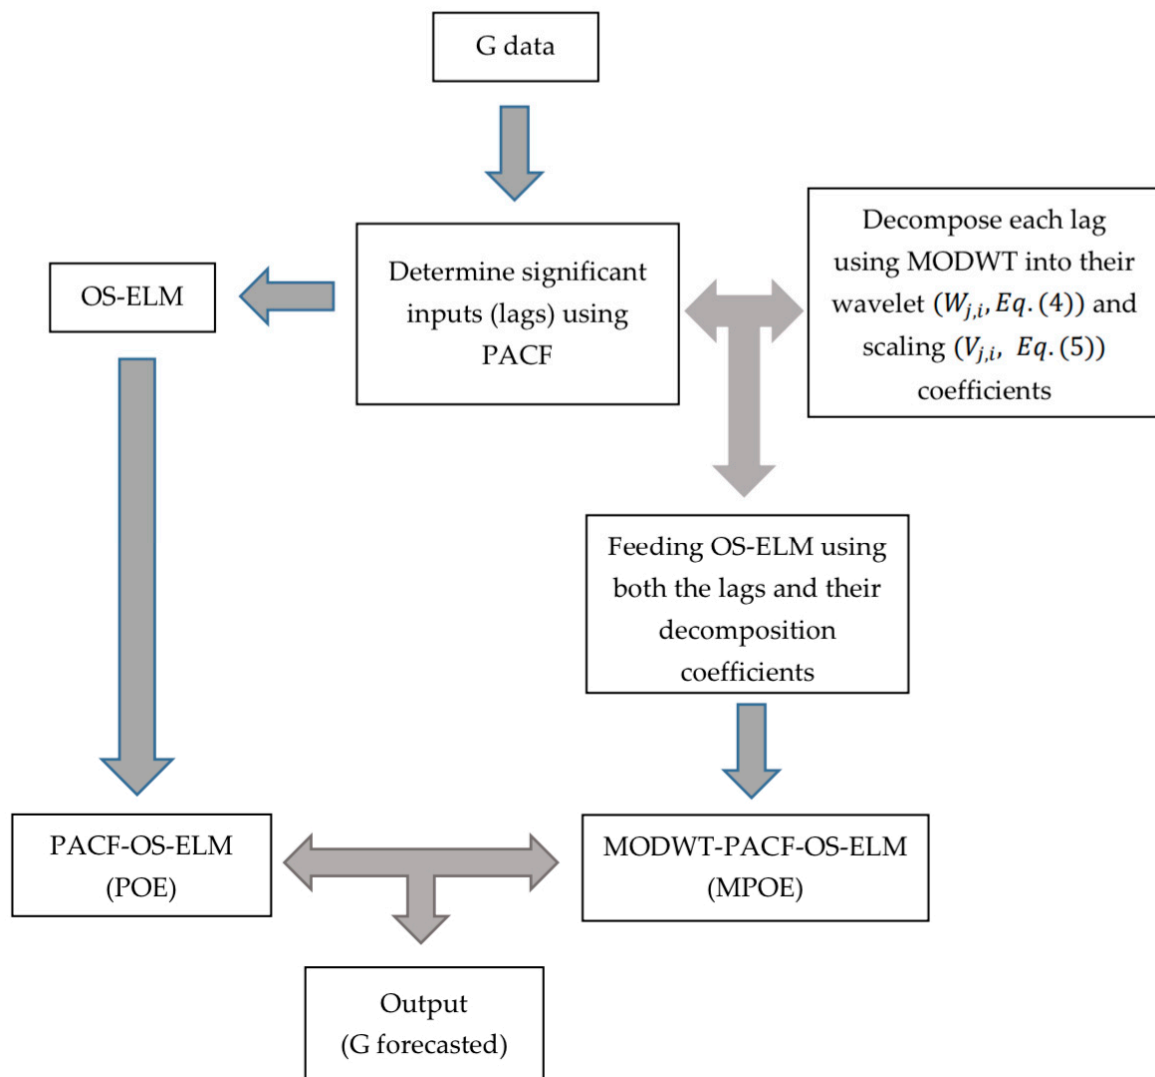 G data
Decompose each lag
using MODWT into their
wavelet (W_{j,i}, Eq. (4)) and
scaling (V_{j,i}, Eq. (5))
coefficients
Determine significant
inputs (lags) using
PACF
OS-ELM
Feeding OS-ELM using
both the lags and their
decomposition
coefficients
PACF-OS-ELM
(POE)
MODWT-PACF-OS-ELM
(MPOE)
Output
(G forecasted)